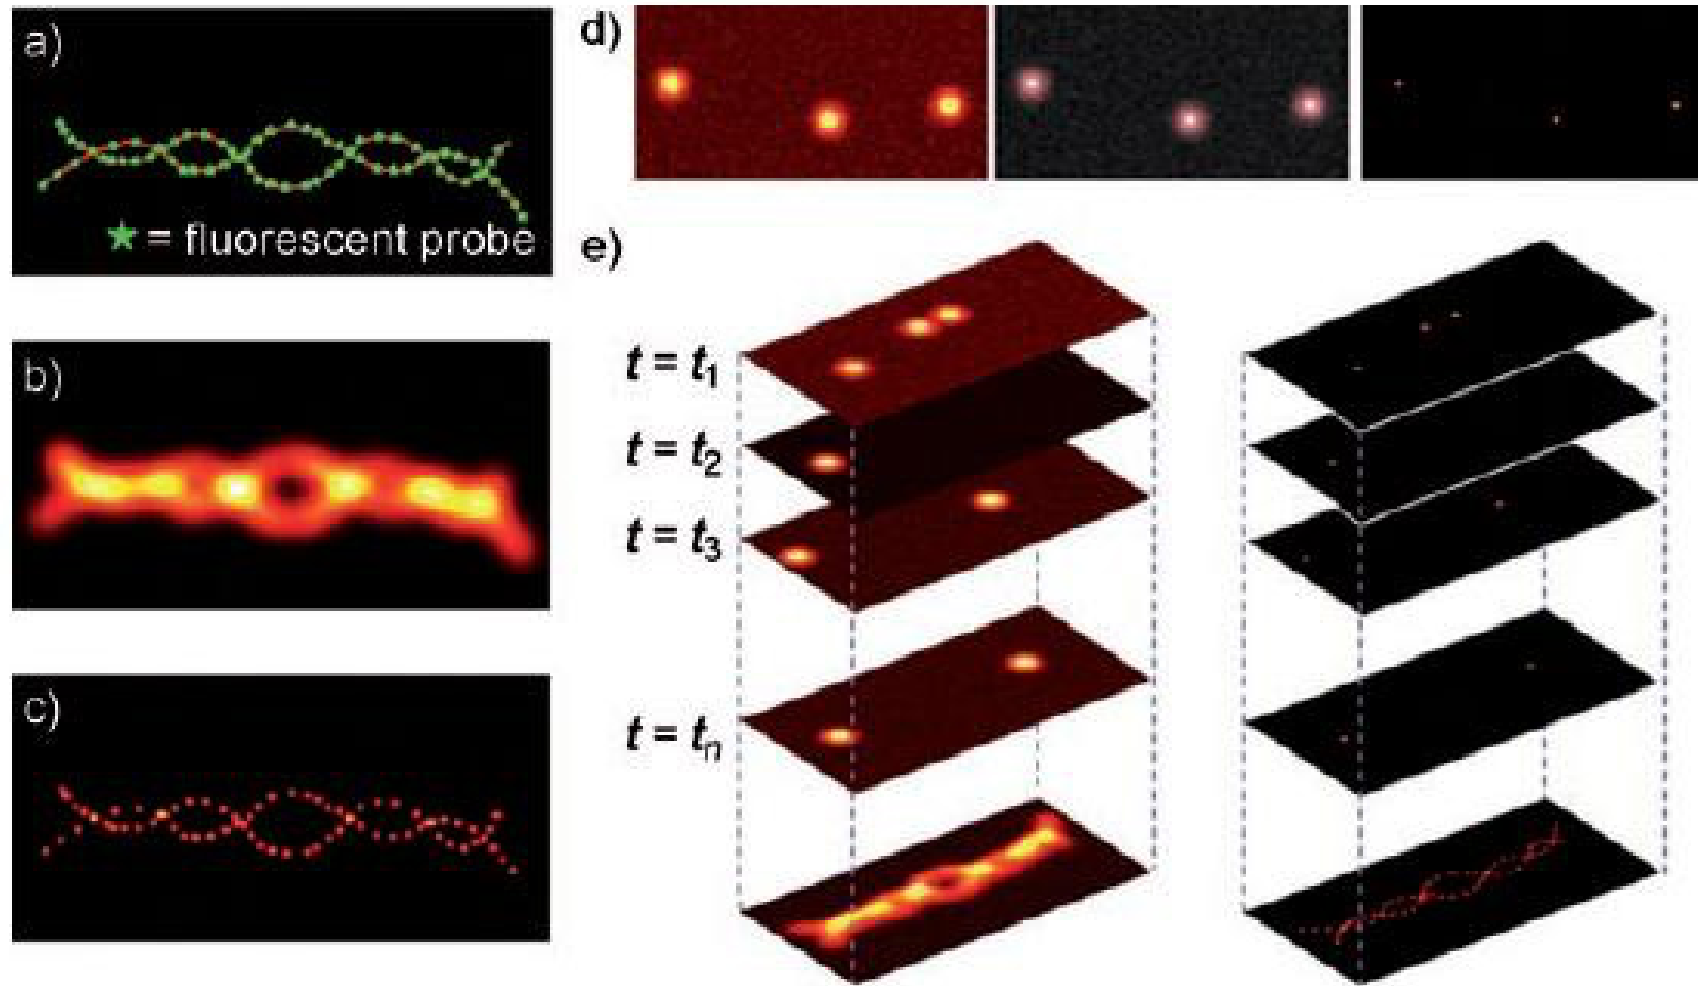 a)
★ = fluorescent probe
b)
c)
d)
e)
t = t₁
t = t₂
t = t₃
t = tₙ